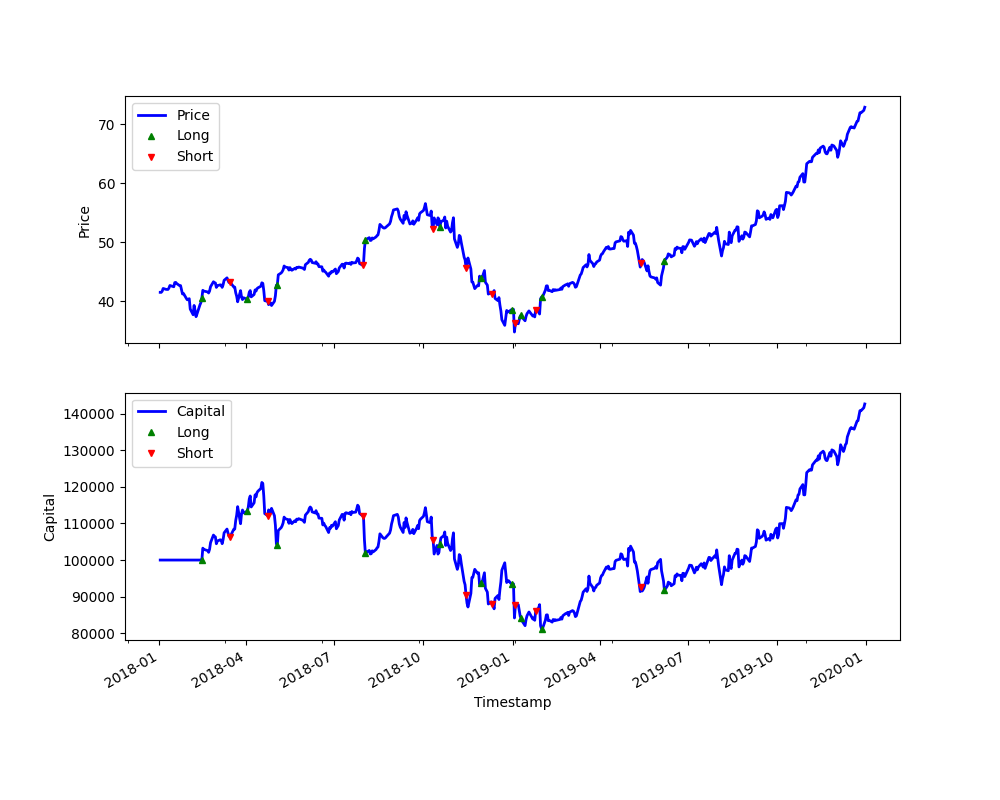 Price
Long
Short
70
60
50
40
Price
Capital
Long
Short
140000
130000
120000
110000
100000
90000
80000
Capital
2018-01
2018-04
2018-07
2018-10
2019-01
2019-04
2019-07
2019-10
2020-01
Timestamp